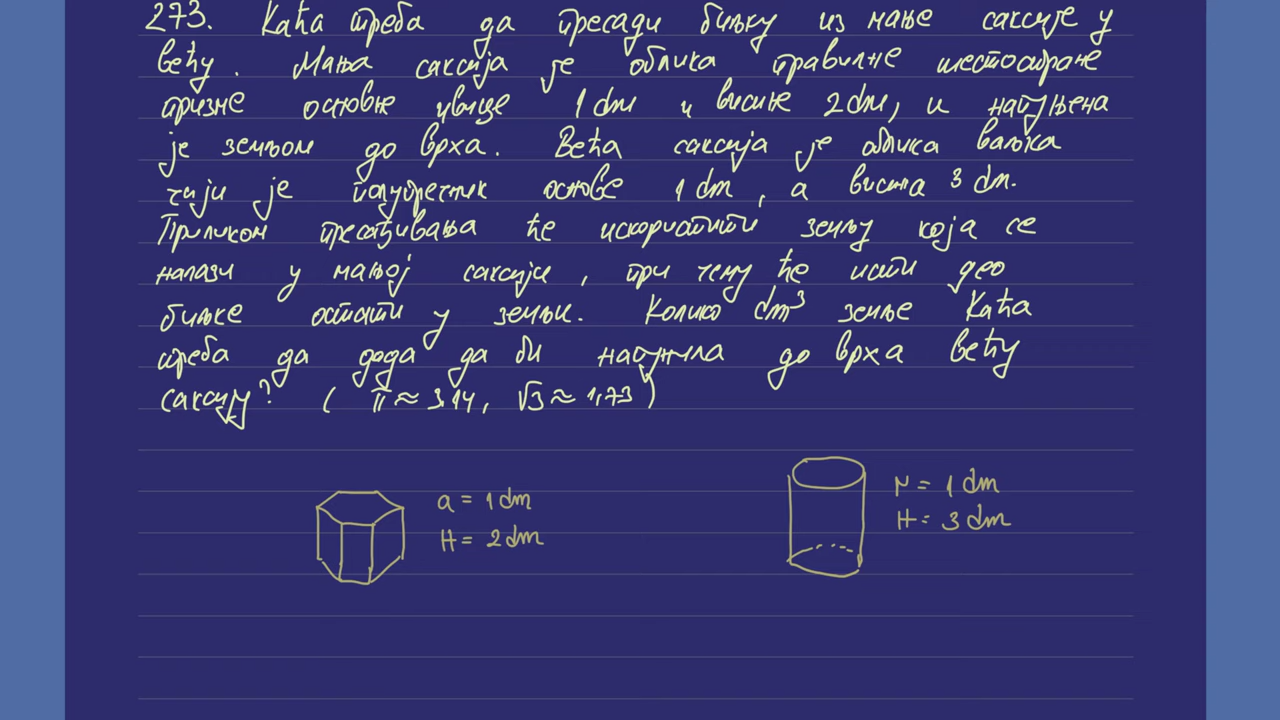 273. Каћа треба да пресади биљку из мање саксије у
већу. Мања саксија је облика правилне шестостране
призме основне ивице 1 dm и висине 2 dm, и напуњена
је земљом до врха. Већа саксија је облика ваљка
чији је полупречник основе 1 dm, а висина 3 dm.
Приликом пресађивања ће искористити земљу која се
налази у мањој саксији, при чему ће исти део
биљке остати у земљи. Колико dm³ земље Каћа
треба да дода да би напунила до врха већу
саксију? (π ≈ 3.14, √3 ≈ 1,73)
a = 1 dm
H = 2 dm
r = 1 dm
H = 3 dm